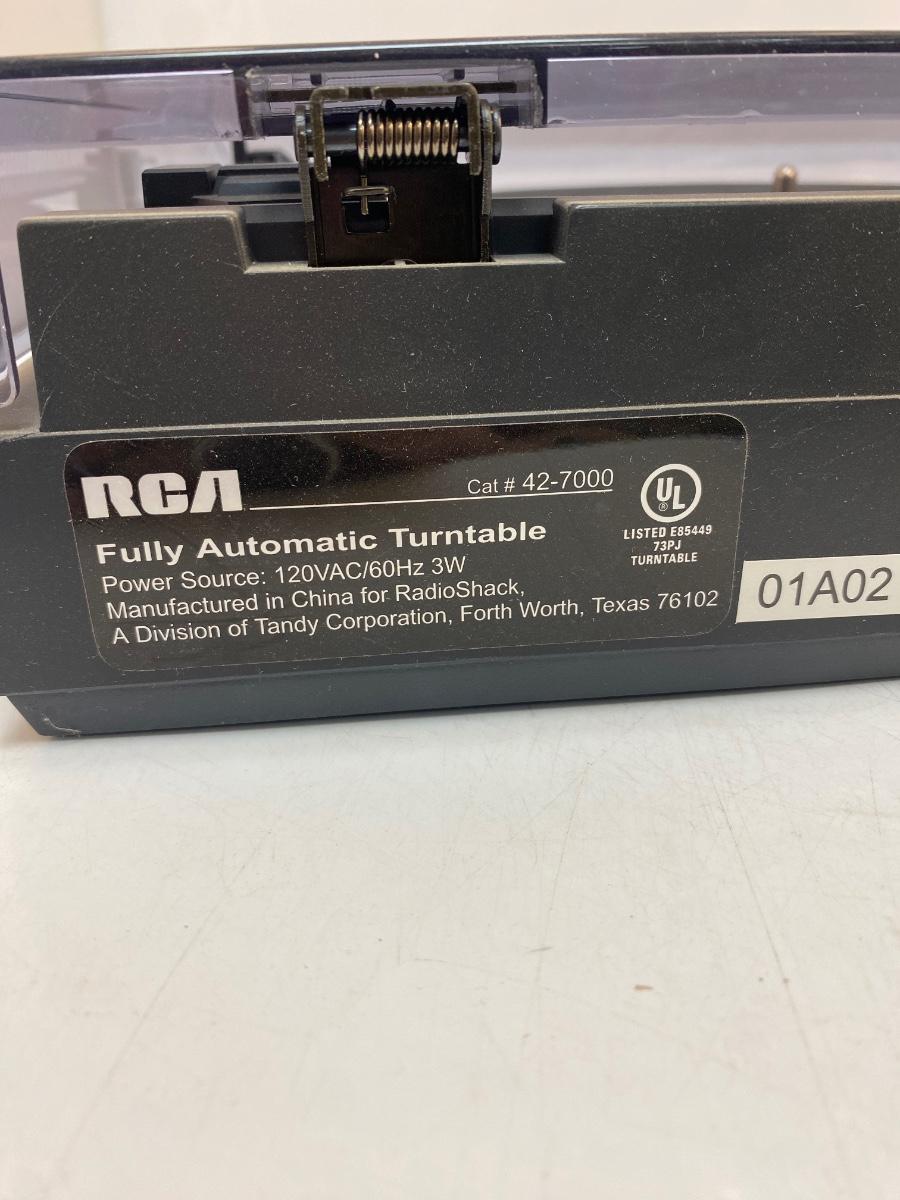 RCA
Cat # 42-7000
UL
®
LISTED E85449
73PJ
TURNTABLE
Fully Automatic Turntable
Power Source: 120VAC/60Hz 3W
Manufactured in China for RadioShack,
A Division of Tandy Corporation, Forth Worth, Texas 76102
01A02